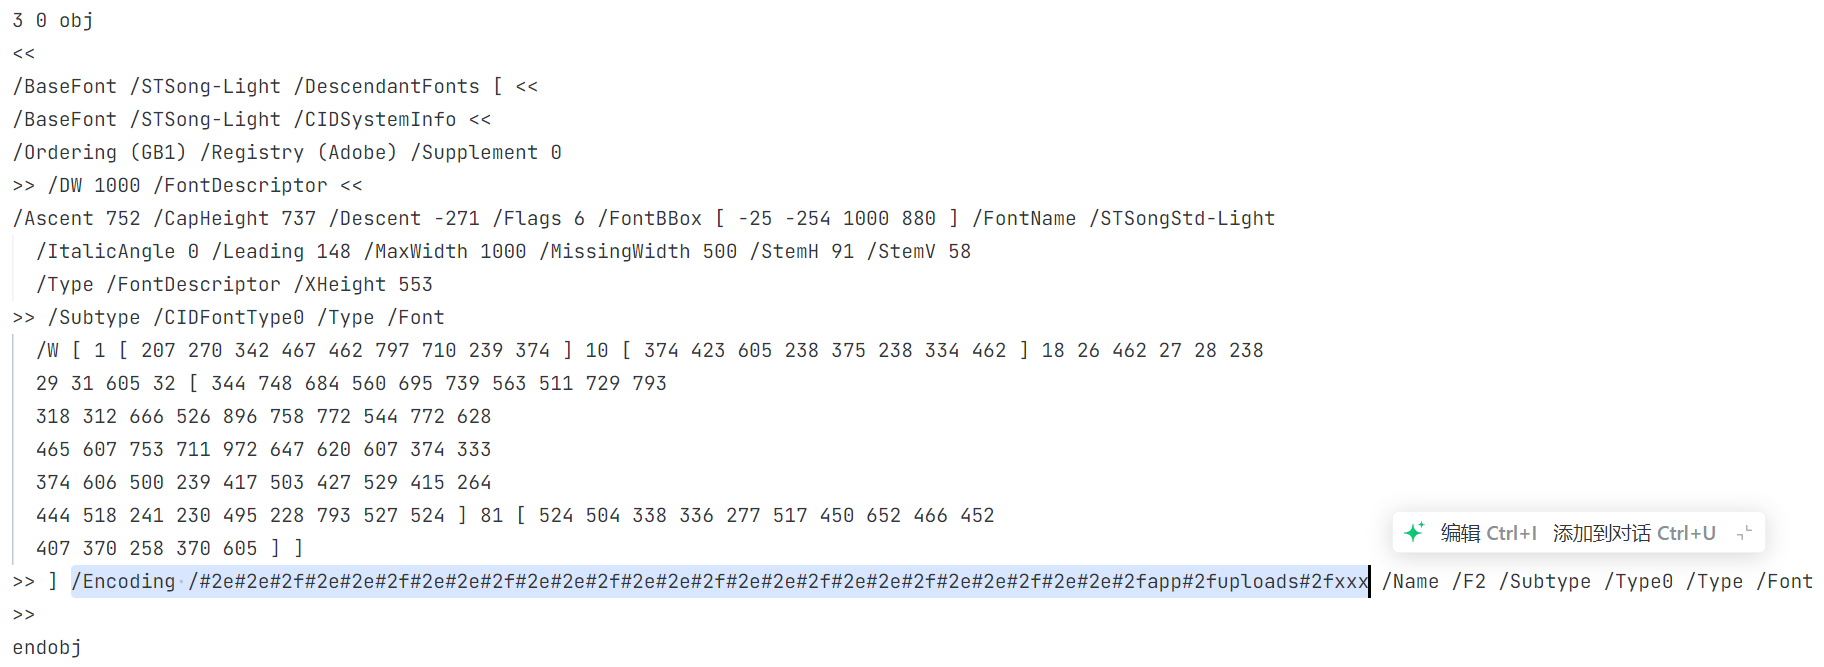 3 0 obj
<<
/BaseFont /STSong-Light /DescendantFonts [ <<
/BaseFont /STSong-Light /CIDSystemInfo <<
/Ordering (GB1) /Registry (Adobe) /Supplement 0
>> /DW 1000 /FontDescriptor <<
/Ascent 752 /CapHeight 737 /Descent -271 /Flags 6 /FontBBox [ -25 -254 1000 880 ] /FontName /STSongStd-Light
/ItalicAngle 0 /Leading 148 /MaxWidth 1000 /MissingWidth 500 /StemH 91 /StemV 58
/Type /FontDescriptor /XHeight 553
>> /Subtype /CIDFontType0 /Type /Font
/W [ 1 [ 207 270 342 467 462 797 710 239 374 ] 10 [ 374 423 605 238 375 238 334 462 ] 18 26 462 27 28 238
29 31 605 32 [ 344 748 684 560 695 739 563 511 729 793
318 312 666 526 896 758 772 544 772 628
465 607 753 711 972 647 620 607 374 333
374 606 500 239 417 503 427 529 415 264
444 518 241 230 495 228 793 527 524 ] 81 [ 524 504 338 336 277 517 450 652 466 452
编辑 Ctrl+I 添加到对话 Ctrl+U
407 370 258 370 605 ] ]
>> ] /Encoding /#2e#2e#2f#2e#2e#2f#2e#2e#2f#2e#2e#2f#2e#2e#2f#2e#2e#2f#2e#2e#2f#2e#2e#2f#2e#2e#2fapp#2fuploads#2fxxx /Name /F2 /Subtype /Type0 /Type /Font
>>
endobj